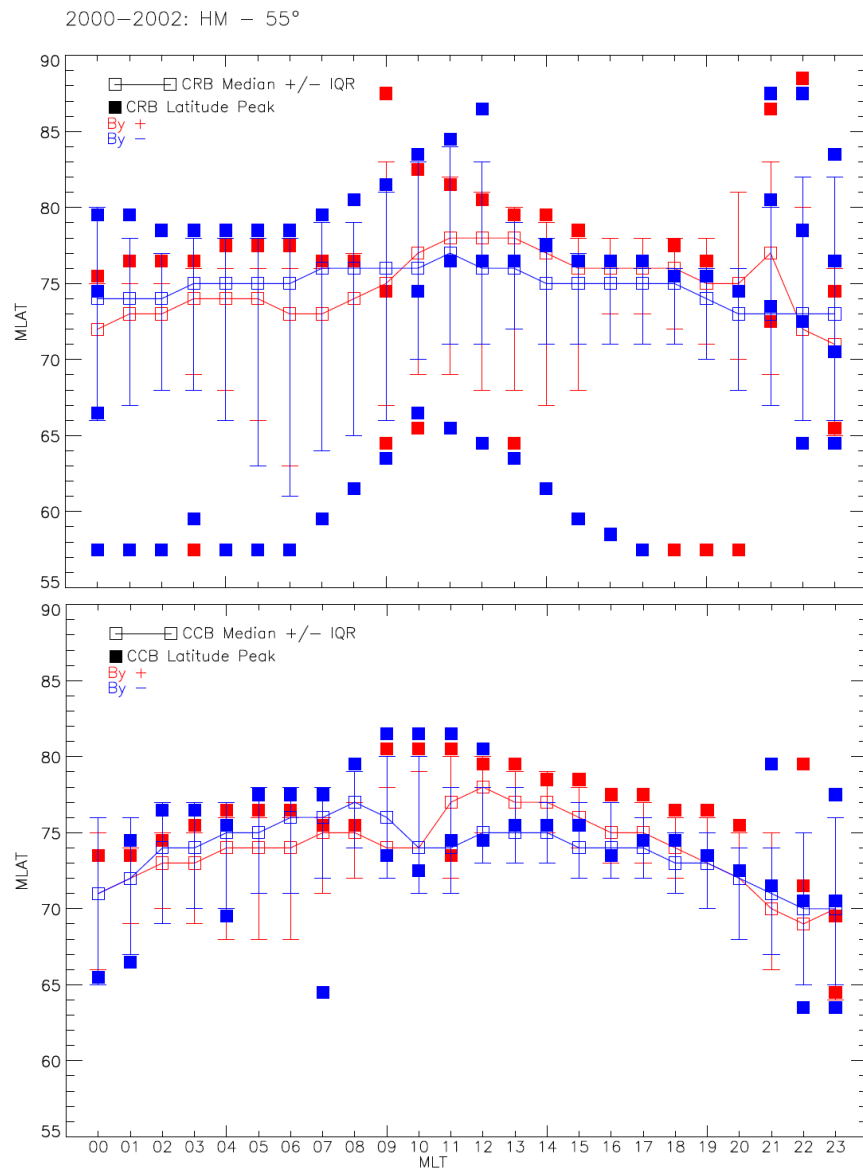 2000-2002: HM - 55°
90
CRB Median +/- IQR
CRB Latitude Peak
By +
By -
85
80
75
MLAT
70
65
60
55
90
CCB Median +/- IQR
CCB Latitude Peak
By +
By -
85
80
75
MLAT
70
65
60
55
00 01 02 03 04 05 06 07 08 09 10 11 12 13 14 15 16 17 18 19 20 21 22 23
MLT